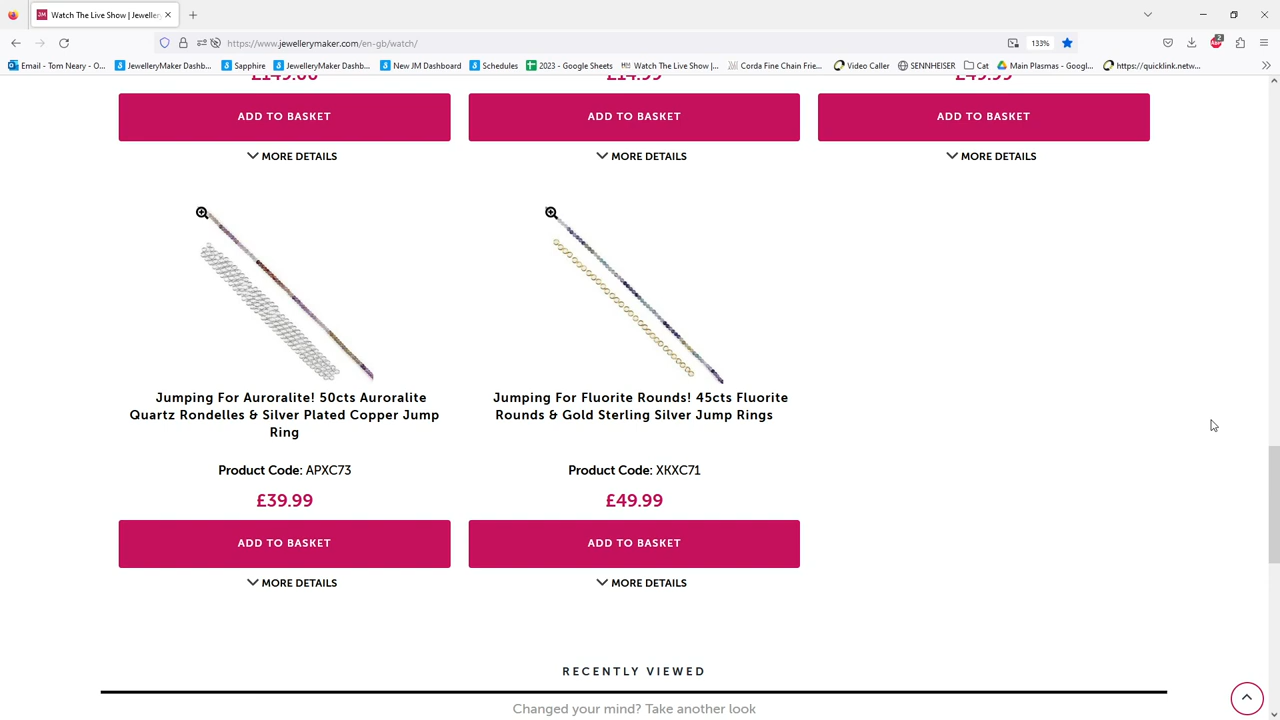 Watch The Live Show | Jeweller
https://www.jewellerymaker.com/en-gb/watch/
133%
2
Email - Tom Neary - O...
JewelleryMaker Dashb...
Sapphire
JewelleryMaker Dashb...
New JM Dashboard
Schedules
2023 - Google Sheets
Watch The Live Show |...
Corda Fine Chain Frie...
Video Caller
SENNHEISER
Cat
Main Plasmas - Googl...
https://quicklink.netw...
£149.00 £14.99 £49.99
ADD TO BASKET ADD TO BASKET ADD TO BASKET
MORE DETAILS MORE DETAILS MORE DETAILS
Jumping For Auroralite! 50cts Auroralite
Quartz Rondelles & Silver Plated Copper Jump
Ring
Product Code: APXC73
£39.99
ADD TO BASKET
MORE DETAILS
Jumping For Fluorite Rounds! 45cts Fluorite
Rounds & Gold Sterling Silver Jump Rings
Product Code: XKXC71
£49.99
ADD TO BASKET
MORE DETAILS
RECENTLY VIEWED
Changed your mind? Take another look